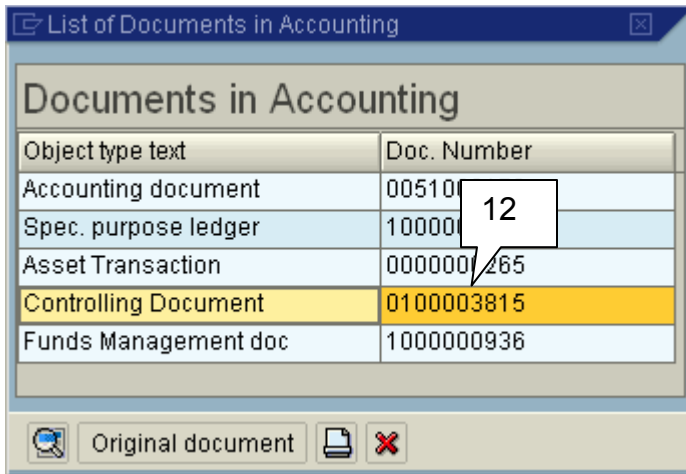 List of Documents in Accounting
Documents in Accounting
Object type text Doc. Number
Accounting document
12
Spec. purpose ledger
Asset Transaction
Controlling Document 0100003815
Funds Management doc 1000000936
Original document